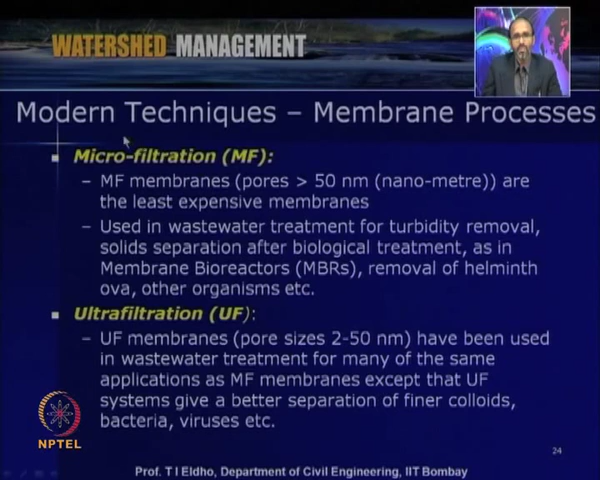 WATERSHED MANAGEMENT
Modern Techniques – Membrane Processes
Micro-filtration (MF):
– MF membranes (pores > 50 nm (nano-metre)) are
the least expensive membranes
– Used in wastewater treatment for turbidity removal,
solids separation after biological treatment, as in
Membrane Bioreactors (MBRs), removal of helminth
ova, other organisms etc.
Ultrafiltration (UF):
– UF membranes (pore sizes 2-50 nm) have been used
in wastewater treatment for many of the same
applications as MF membranes except that UF
systems give a better separation of finer colloids,
bacteria, viruses etc.
NPTEL
24
Prof. T I Eldho, Department of Civil Engineering, IIT Bombay